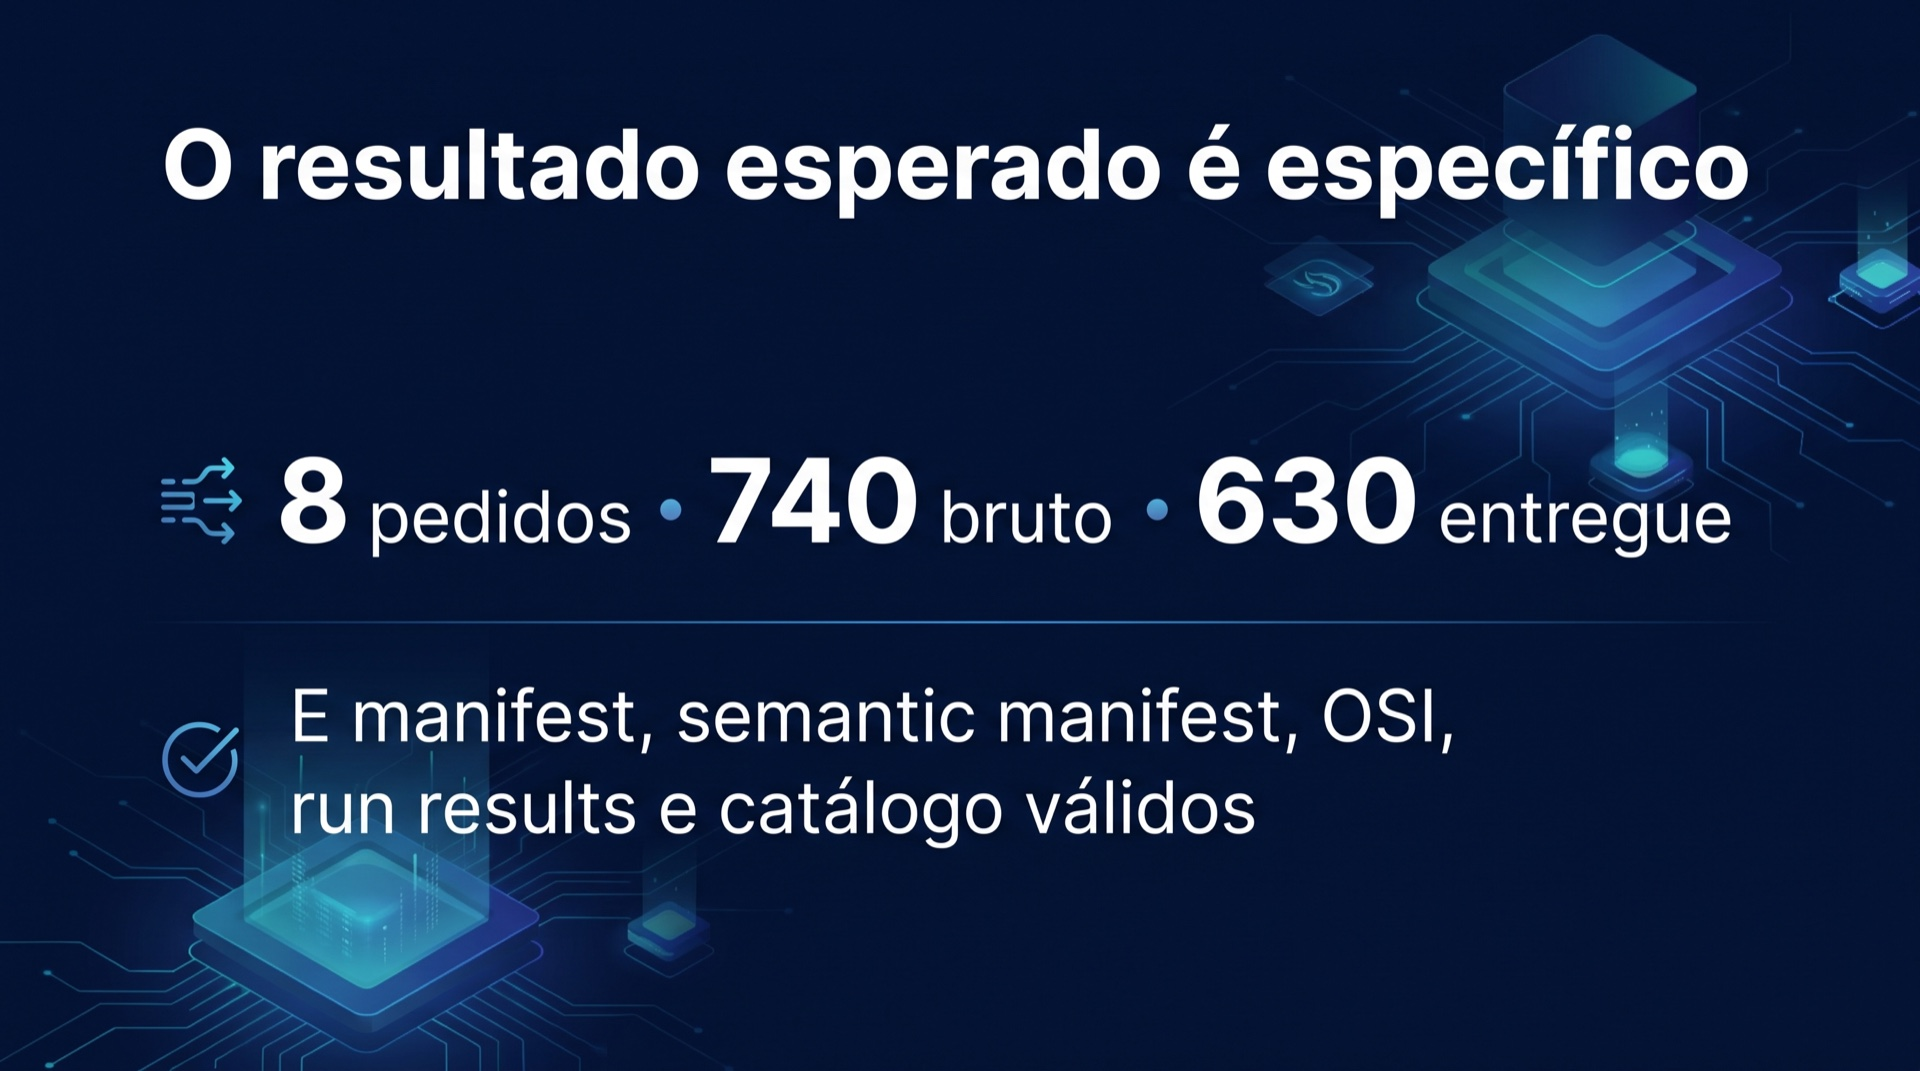 O resultado esperado é específico
8 pedidos • 740 bruto • 630 entregue
E manifest, semantic manifest, OSI,
run results e catálogo válidos